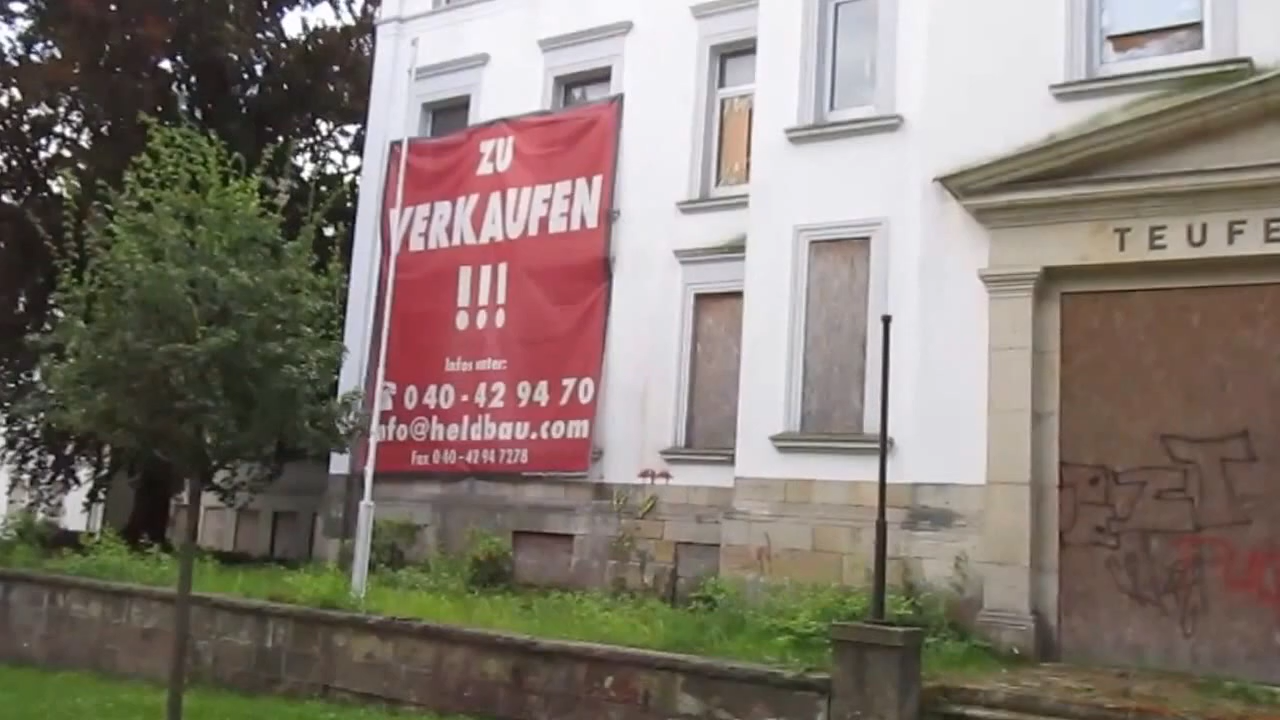 ZU
VERKAUFEN
!!!
Infos unter:
☎ 040-42 94 70
info@heldbau.com
Fax 040-42 94 7278
TEUFE